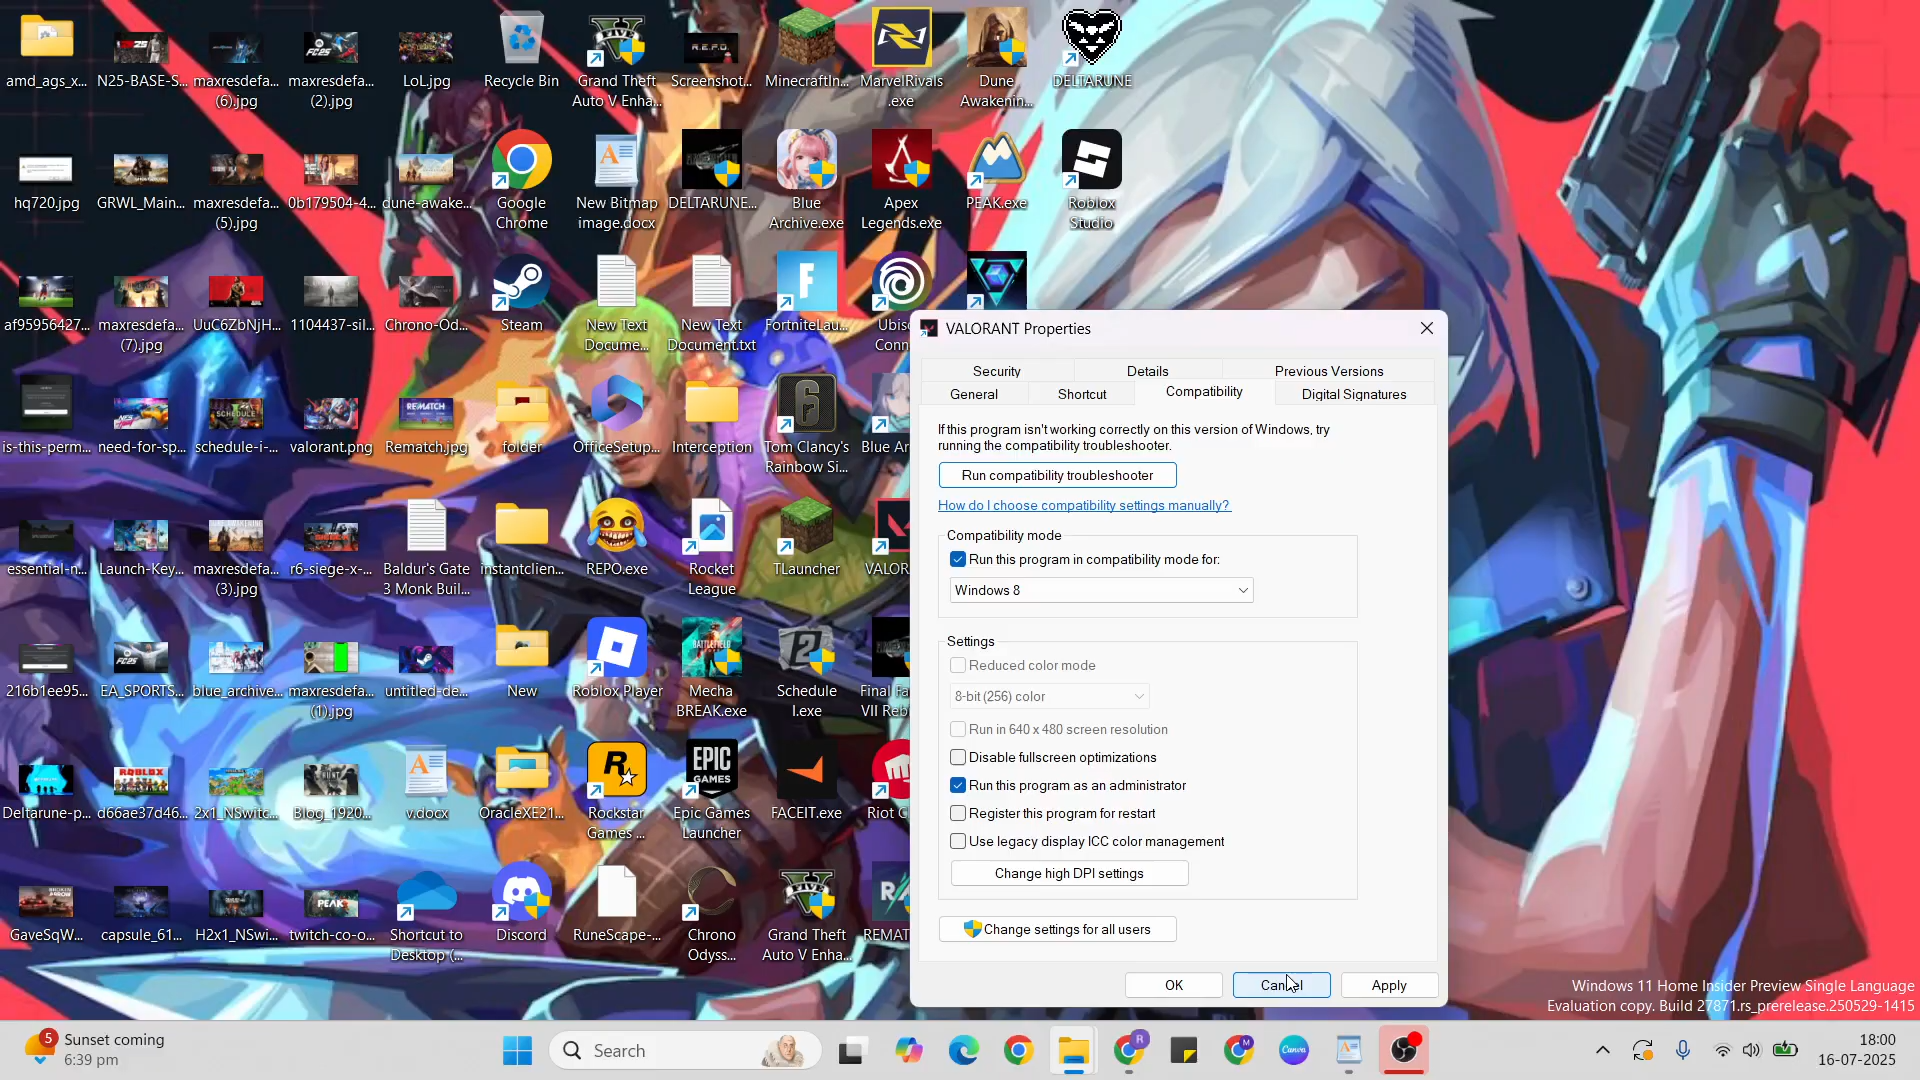 amd_ags_x...
N25-BASE-S...
maxresdefa...
(6).jpg
maxresdefa...
(2).jpg
LoL.jpg
Recycle Bin
Grand Theft
Auto V Enha...
R.E.P.O.
Screenshot...
MinecraftIn...
MarvelRivals
.exe
Dune
Awakenin...
DELTARUNE
hq720.jpg
GRWL_Main...
maxresdefa...
(5).jpg
0b179504-4...
dune-awake...
Google
Chrome
New Bitmap
image.docx
DELTARUNE...
Blue
Archive.exe
Apex
Legends.exe
PEAK.exe
Roblox
Studio
af95956427...
maxresdefa...
(7).jpg
UuC6ZbNjH...
1104437-sil...
Chrono-Od...
Steam
New Text
Docume...
New Text
Document.txt
FortniteLau...
Ubis
Conn
is-this-perm...
need-for-sp...
schedule-i-...
valorant.png
Rematch.jpg
folder
OfficeSetup...
Interception
Tom Clancy's
Rainbow Si...
Blue Ar
essential-n...
Launch-Key...
maxresdefa...
(3).jpg
r6-siege-x-...
Baldur's Gate
3 Monk Buil...
instantclien...
REPO.exe
Rocket
League
TLauncher
VALOR
216b1ee95...
EA_SPORTS...
blue_archive...
maxresdefa...
(1).jpg
untitled-de...
New
Roblox Player
Mecha
BREAK.exe
Schedule
I.exe
Final Fa
VII Reb
Deltarune-p...
d66ae37d46...
2x1_NSwitc...
Blog_1920...
v.docx
OracleXE21...
Rockstar
Games ...
Epic Games
Launcher
FACEIT.exe
Riot C
GaveSqW...
capsule_61...
H2x1_NSwi...
twitch-co-o...
Shortcut to
Desktop (...
Discord
RuneScape-...
Chrono
Odyss...
Grand Theft
Auto V Enha...
REMAT
VALORANT Properties
Security
Details
Previous Versions
General
Shortcut
Compatibility
Digital Signatures
If this program isn't working correctly on this version of Windows, try
running the compatibility troubleshooter.
Run compatibility troubleshooter
How do I choose compatibility settings manually?
Compatibility mode
Run this program in compatibility mode for:
Windows 8
Settings
Reduced color mode
8-bit (256) color
Run in 640 x 480 screen resolution
Disable fullscreen optimizations
Run this program as an administrator
Register this program for restart
Use legacy display ICC color management
Change high DPI settings
Change settings for all users
OK
Cancel
Apply
Windows 11 Home Insider Preview Single Language
Evaluation copy. Build 27871.rs_prerelease.250529-1415
5
Sunset coming
6:39 pm
Search
18:00
16-07-2025